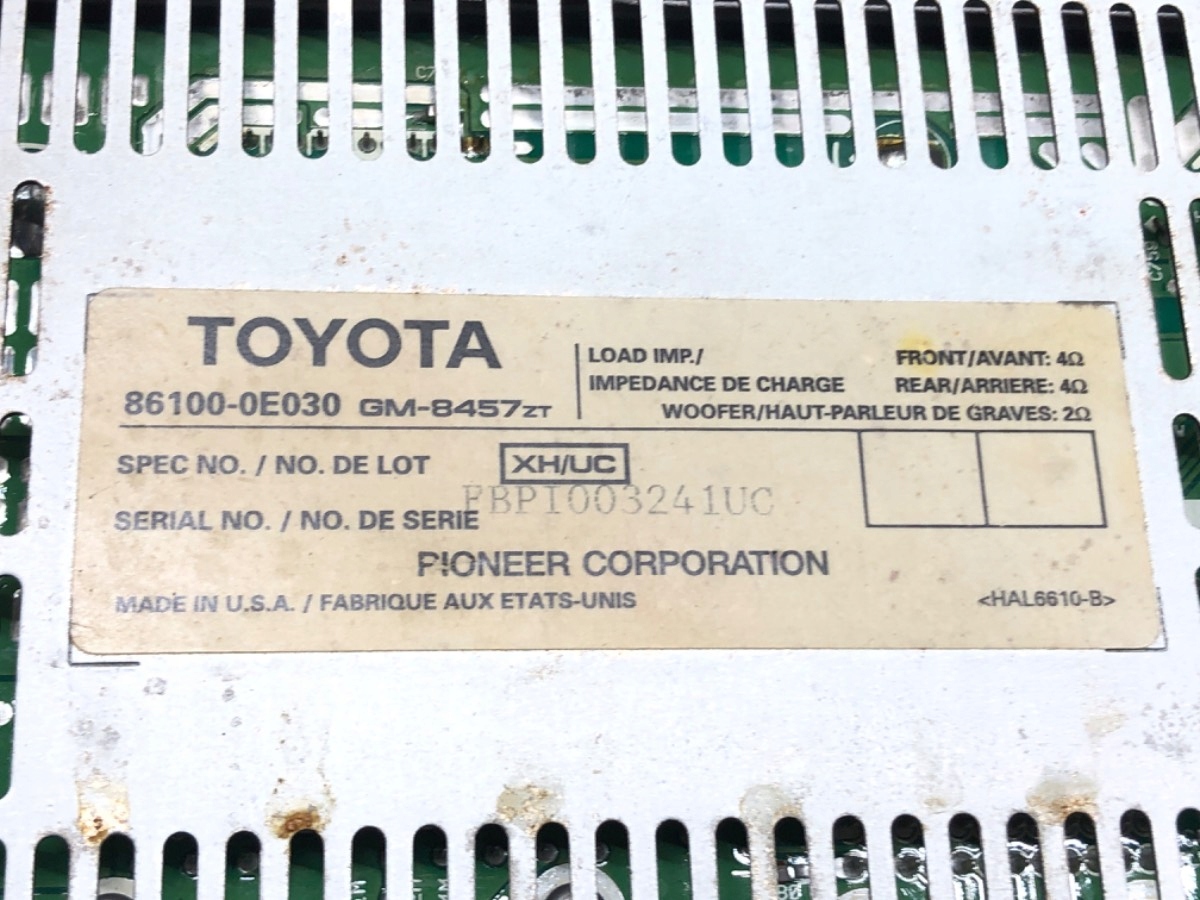 TOYOTA
86100-0E030 GM-8457ZT
LOAD IMP./
IMPEDANCE DE CHARGE
FRONT/AVANT: 4Ω
REAR/ARRIERE: 4Ω
WOOFER/HAUT-PARLEUR DE GRAVES: 2Ω
SPEC NO. / NO. DE LOT XH/UC
FBPI003241UC
SERIAL NO. / NO. DE SERIE
PIONEER CORPORATION
MADE IN U.S.A. / FABRIQUE AUX ETATS-UNIS
<HAL6610-B>